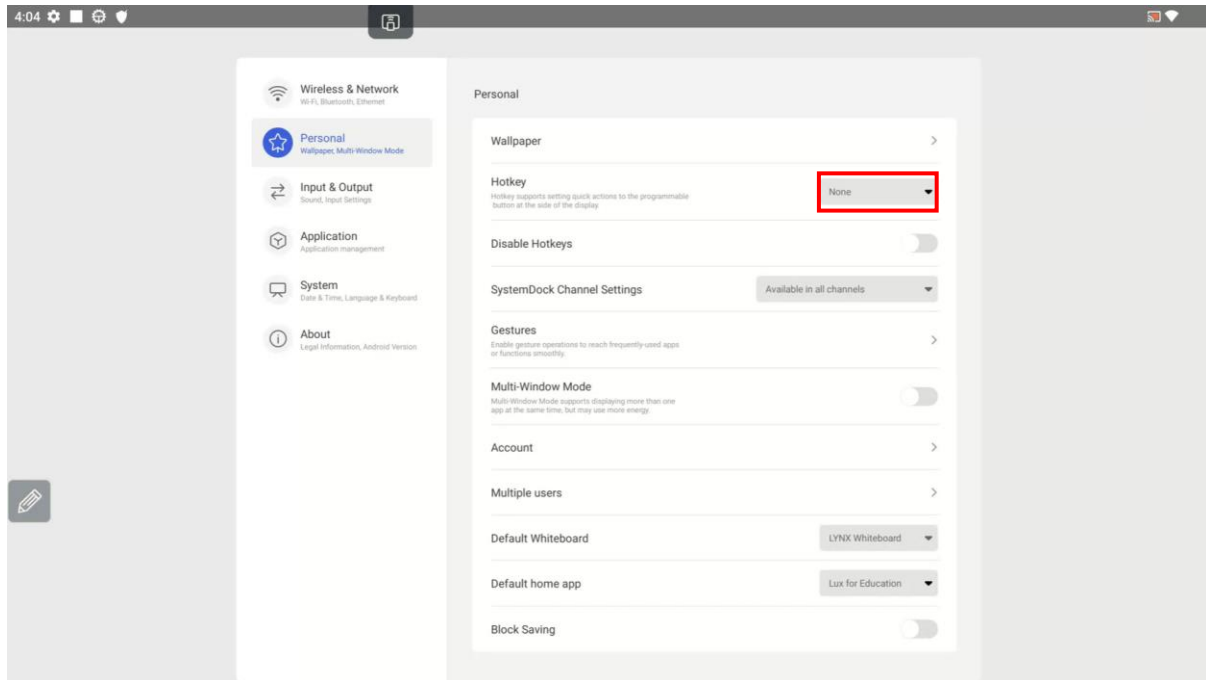 4:04
Wireless & Network
Wi-Fi, Bluetooth, Ethernet
Personal
Wallpaper, Multi-Window Mode
Input & Output
Sound, Input Settings
Application
Application management
System
Date & Time, Language & Keyboard
About
Legal Information, Android Version
Personal
Wallpaper
Hotkey
Hotkey supports setting quick actions to the programmable
button at the side of the display.
None
Disable Hotkeys
SystemDock Channel Settings
Available in all channels
Gestures
Enable gesture operations to reach frequently-used apps
or functions smoothly.
Multi-Window Mode
Multi-Window Mode supports displaying more than one
app at the same time, but may use more energy.
Account
Multiple users
Default Whiteboard
LYNX Whiteboard
Default home app
Lux for Education
Block Saving